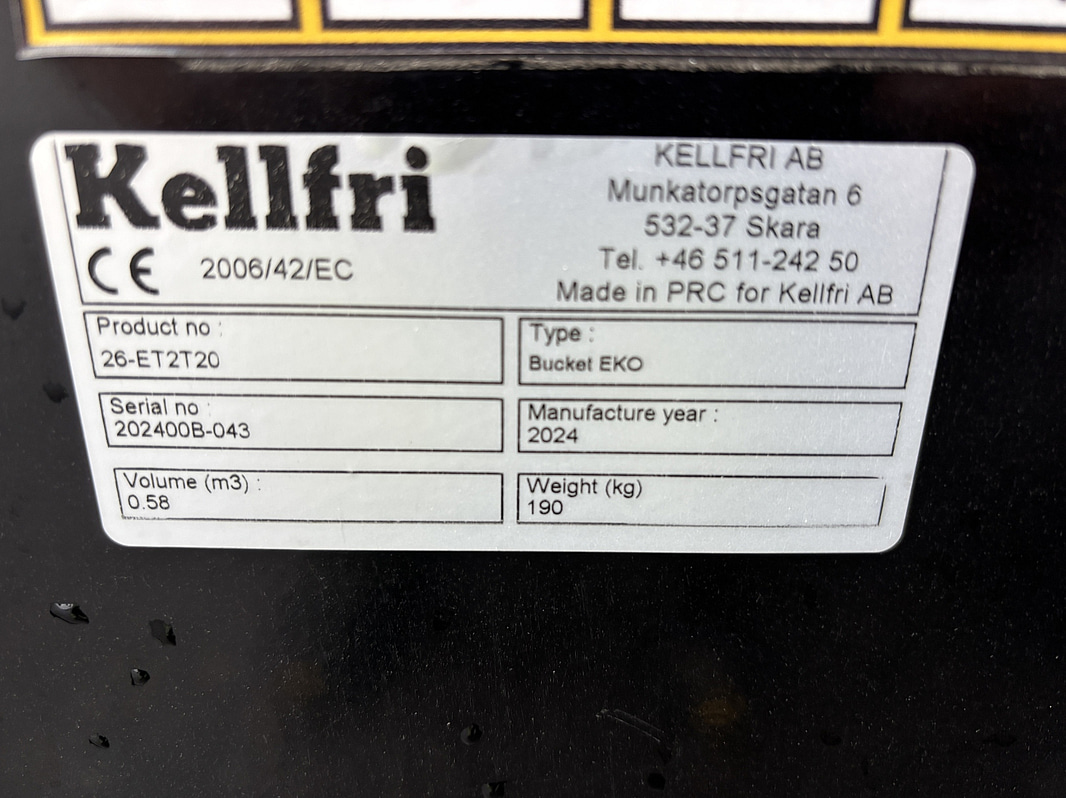 Kellfri
CE 2006/42/EC
KELLFRI AB
Munkatorpsgatan 6
532-37 Skara
Tel. +46 511-242 50
Made in PRC for Kellfri AB
Product no :
26-ET2T20
Type :
Bucket EKO
Serial no :
202400B-043
Manufacture year :
2024
Volume (m3) :
0.58
Weight (kg)
190